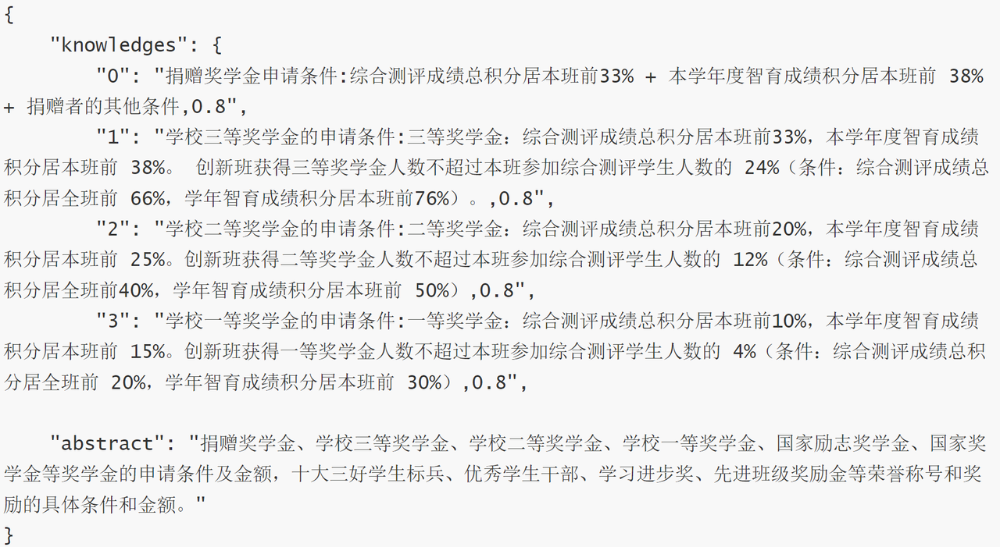 {
    "knowledges": {
        "0": "捐赠奖学金申请条件:综合测评成绩总积分居本班前33% + 本学年度智育成绩积分居本班前 38%
+ 捐赠者的其他条件,0.8",
        "1": "学校三等奖学金的申请条件:三等奖学金：综合测评成绩总积分居本班前33%，本学年度智育成绩
积分居本班前 38%。 创新班获得三等奖学金人数不超过本班参加综合测评学生人数的 24%（条件：综合测评成绩总
积分居全班前 66%，学年智育成绩积分居本班前76%）。,0.8",
        "2": "学校二等奖学金的申请条件:二等奖学金：综合测评成绩总积分居本班前20%，本学年度智育成绩
积分居本班前 25%。创新班获得二等奖学金人数不超过本班参加综合测评学生人数的 12%（条件：综合测评成绩总
积分居全班前40%，学年智育成绩积分居本班前 50%）,0.8",
        "3": "学校一等奖学金的申请条件:一等奖学金：综合测评成绩总积分居本班前10%，本学年度智育成绩
积分居本班前 15%。创新班获得一等奖学金人数不超过本班参加综合测评学生人数的 4%（条件：综合测评成绩总积
分居全班前 20%，学年智育成绩积分居本班前 30%）,0.8",
    "abstract": "捐赠奖学金、学校三等奖学金、学校二等奖学金、学校一等奖学金、国家励志奖学金、国家奖
学金等奖学金的申请条件及金额，十大三好学生标兵、优秀学生干部、学习进步奖、先进班级奖励金等荣誉称号和奖
励的具体条件和金额。"
}